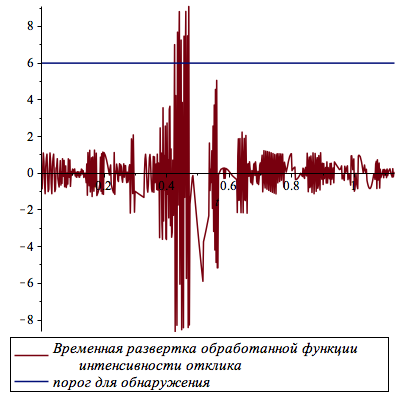 8
6
4
2
0
0.2 0.4 0.6 0.8
−2
−4
−6
−8
Временная развертка обработанной функции
интенсивности отклика
порог для обнаружения